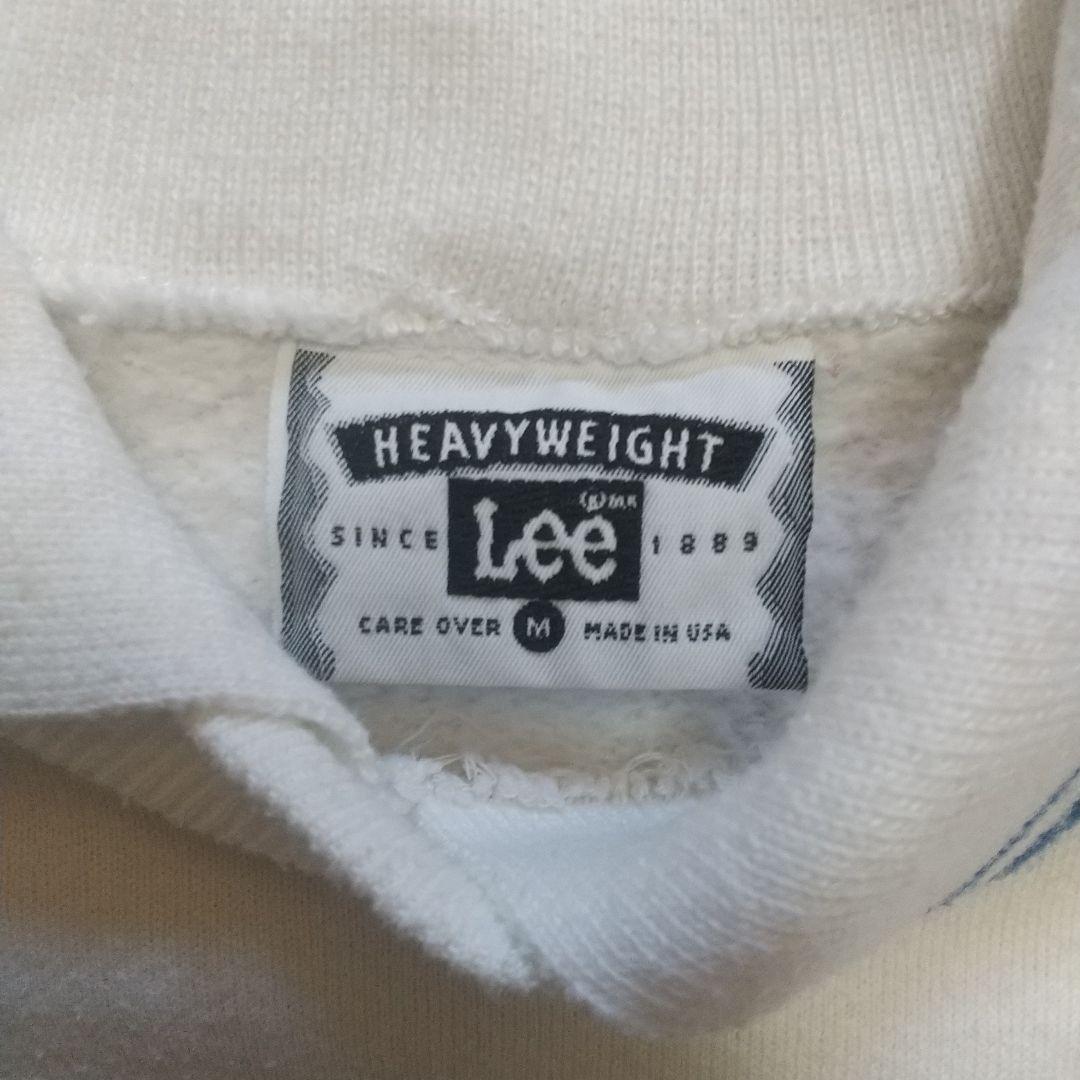 HEAVYWEIGHT
Lee (R) M.R.
SINCE 1889
CARE OVER M MADE IN USA